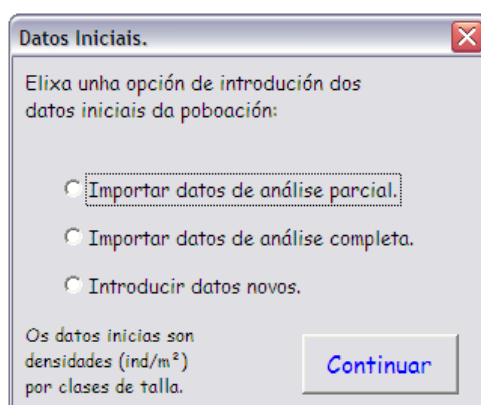 Datos Iniciais.
Elixa unha opción de introdución dos
datos iniciais da poboación:
Importar datos de análise parcial.
Importar datos de análise completa.
Introducir datos novos.
Os datos inicias son
densidades (ind/m²)
por clases de talla.
Continuar